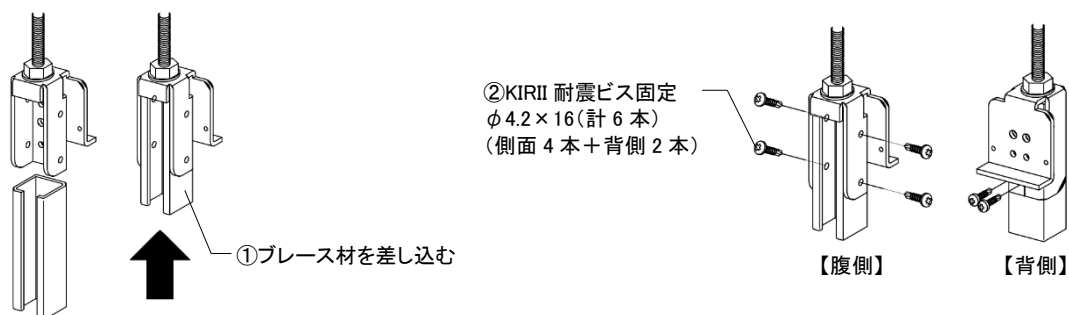 ①ブレース材を差し込む
②KIRII 耐震ビス固定
φ4.2×16(計 6 本)
(側面 4 本＋背側 2 本)
【腹側】
【背側】